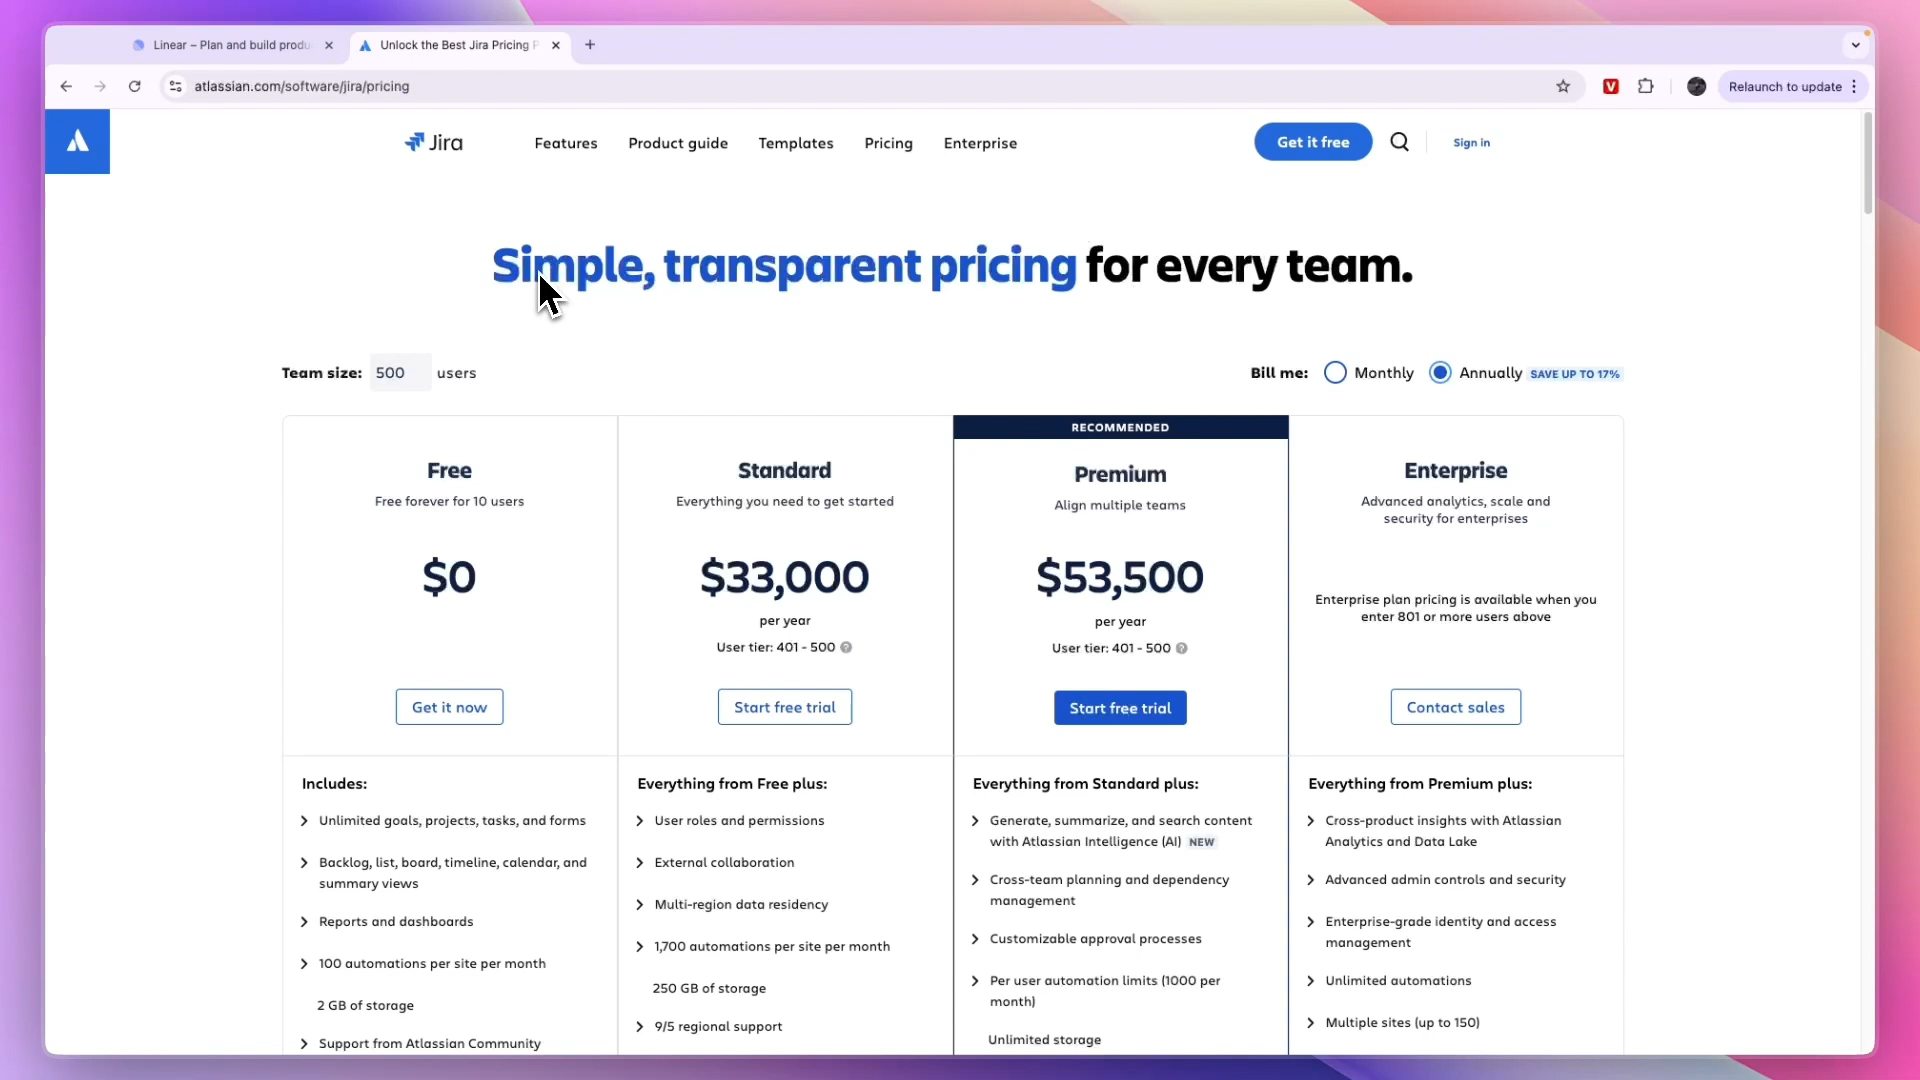 Linear – Plan and build produ
Unlock the Best Jira Pricing P
atlassian.com/software/jira/pricing
V
Relaunch to update
Jira
Features
Product guide
Templates
Pricing
Enterprise
Get it free
Sign in
Simple, transparent pricing for every team.
Team size: 500 users
Bill me: Monthly Annually SAVE UP TO 17%
Free
Free forever for 10 users
$0
Get it now
Includes:
Unlimited goals, projects, tasks, and forms
Backlog, list, board, timeline, calendar, and
summary views
Reports and dashboards
100 automations per site per month
2 GB of storage
Support from Atlassian Community
Standard
Everything you need to get started
$33,000
per year
User tier: 401 - 500 ?
Start free trial
Everything from Free plus:
User roles and permissions
External collaboration
Multi-region data residency
1,700 automations per site per month
250 GB of storage
9/5 regional support
RECOMMENDED
Premium
Align multiple teams
$53,500
per year
User tier: 401 - 500 ?
Start free trial
Everything from Standard plus:
Generate, summarize, and search content
with Atlassian Intelligence (AI) NEW
Cross-team planning and dependency
management
Customizable approval processes
Per user automation limits (1000 per
month)
Unlimited storage
Enterprise
Advanced analytics, scale and
security for enterprises
Enterprise plan pricing is available when you
enter 801 or more users above
Contact sales
Everything from Premium plus:
Cross-product insights with Atlassian
Analytics and Data Lake
Advanced admin controls and security
Enterprise-grade identity and access
management
Unlimited automations
Multiple sites (up to 150)